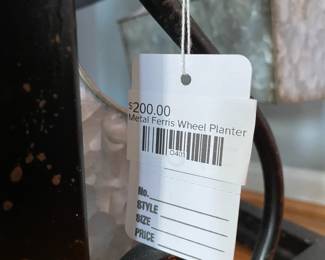 $200.00
Metal Ferris Wheel Planter
No.
STYLE
SIZE
PRICE